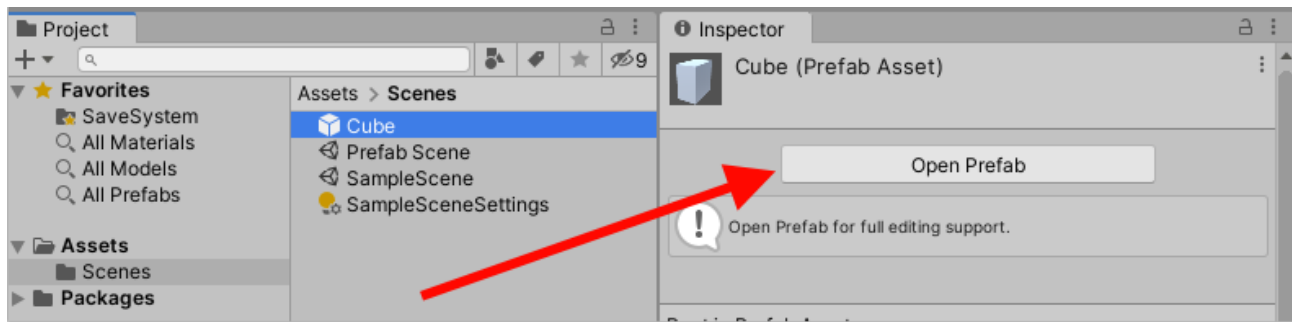 Project
9
Favorites
SaveSystem
All Materials
All Models
All Prefabs
Assets
Scenes
Packages
Assets > Scenes
Cube
Prefab Scene
SampleScene
SampleSceneSettings
Inspector
Cube (Prefab Asset)
Open Prefab
Open Prefab for full editing support.